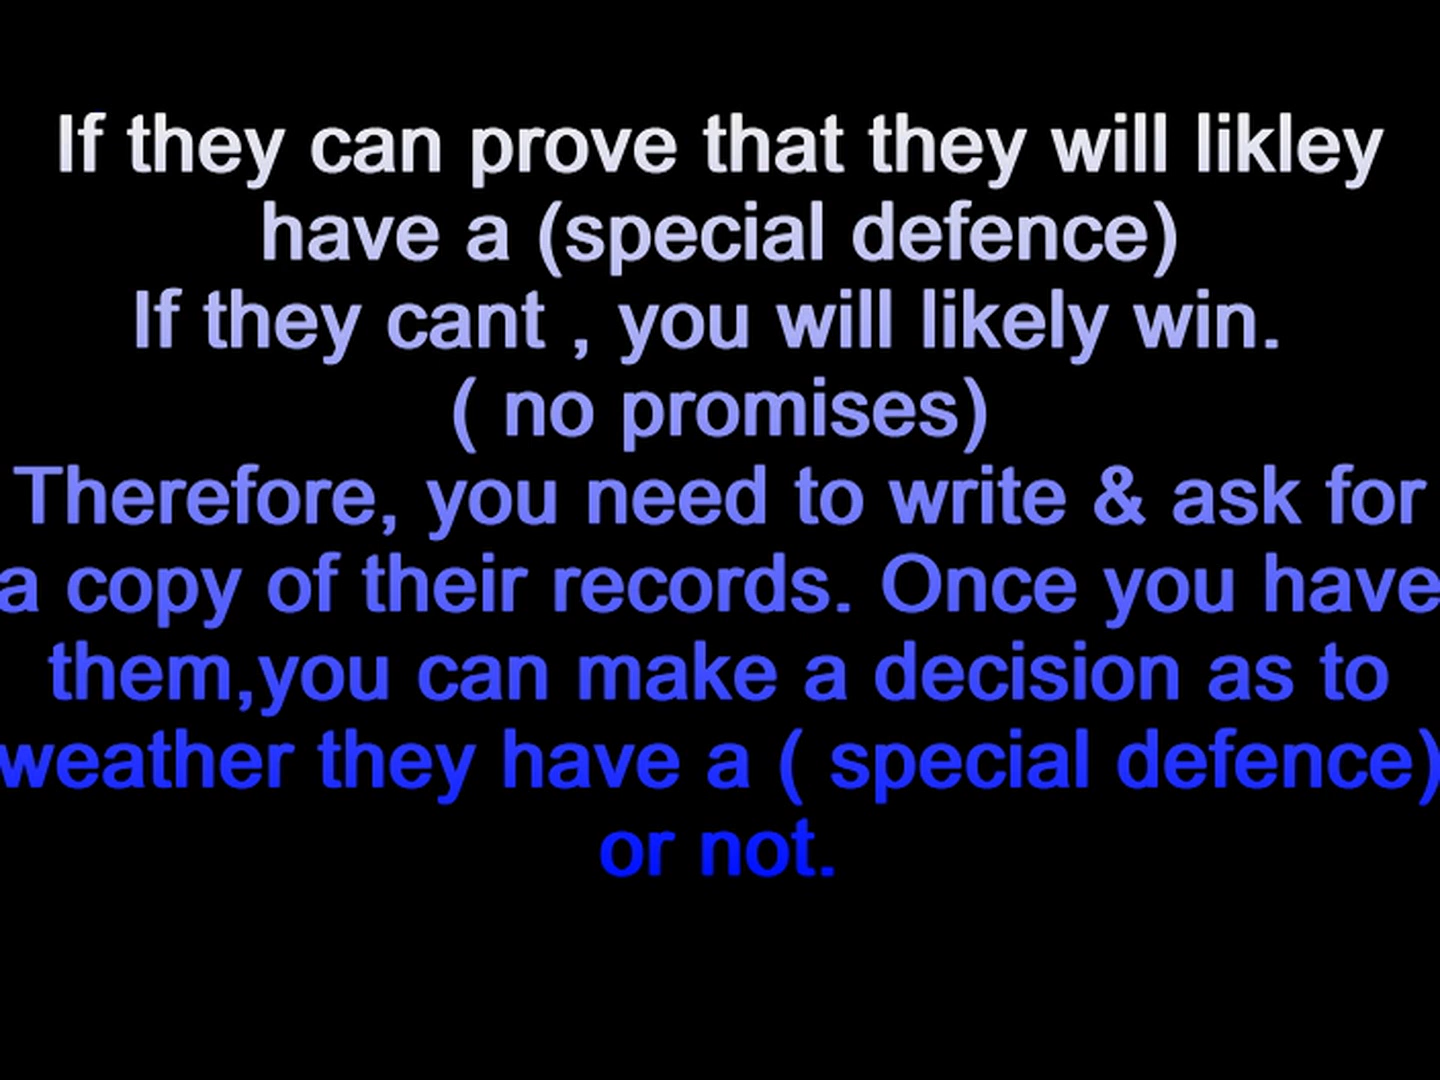 If they can prove that they will likley
have a (special defence)
If they cant , you will likely win.
( no promises)
Therefore, you need to write & ask for
a copy of their records. Once you have
them,you can make a decision as to
weather they have a ( special defence)
or not.